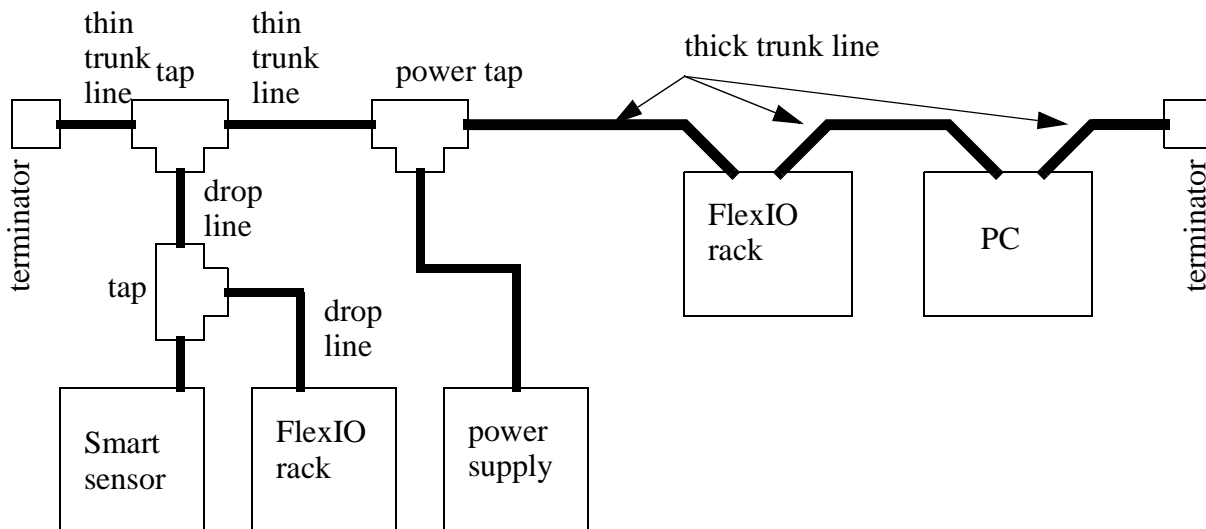 thin
trunk
line
tap
thin
trunk
line
power tap
thick trunk line
terminator
drop
line
FlexIO
rack
PC
terminator
tap
drop
line
Smart
sensor
FlexIO
rack
power
supply